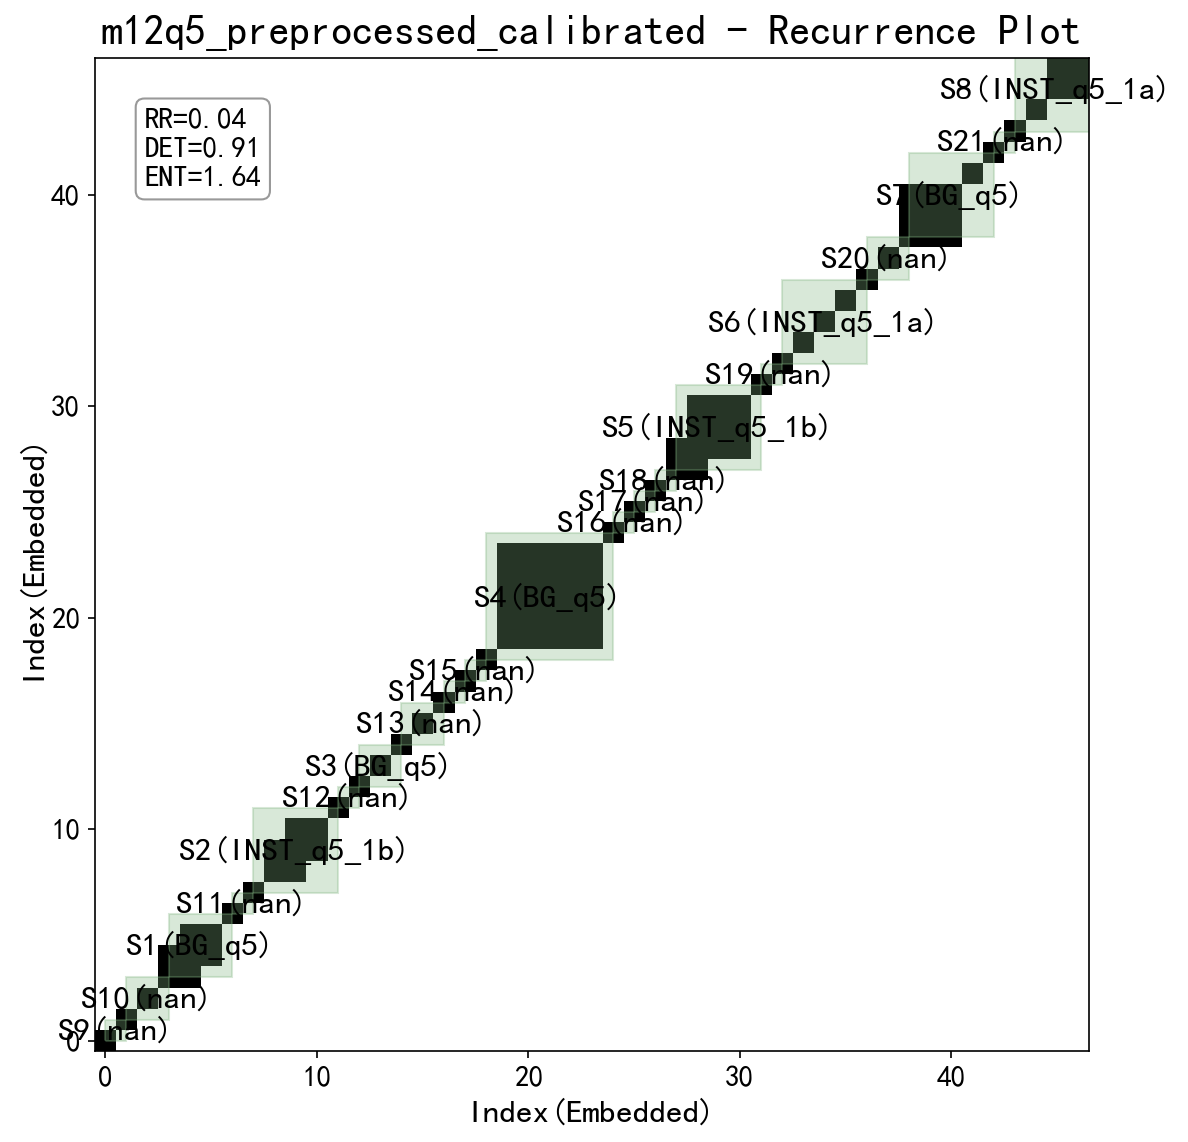 m12q5_preprocessed_calibrated - Recurrence Plot
RR=0.04
DET=0.91
ENT=1.64
S8(INST_q5_1a)
S21(nan)
S7(BG_q5)
S20(nan)
S6(INST_q5_1a)
S19(nan)
S5(INST_q5_1b)
S18(nan)
S17(nan)
S16(nan)
S4(BG_q5)
S15(nan)
S14(nan)
S13(nan)
S3(BG_q5)
S12(nan)
S2(INST_q5_1b)
S11(nan)
S1(BG_q5)
S10(nan)
S9(nan)
40
30
20
10
0
Index(Embedded)
0 10 20 30 40
Index(Embedded)